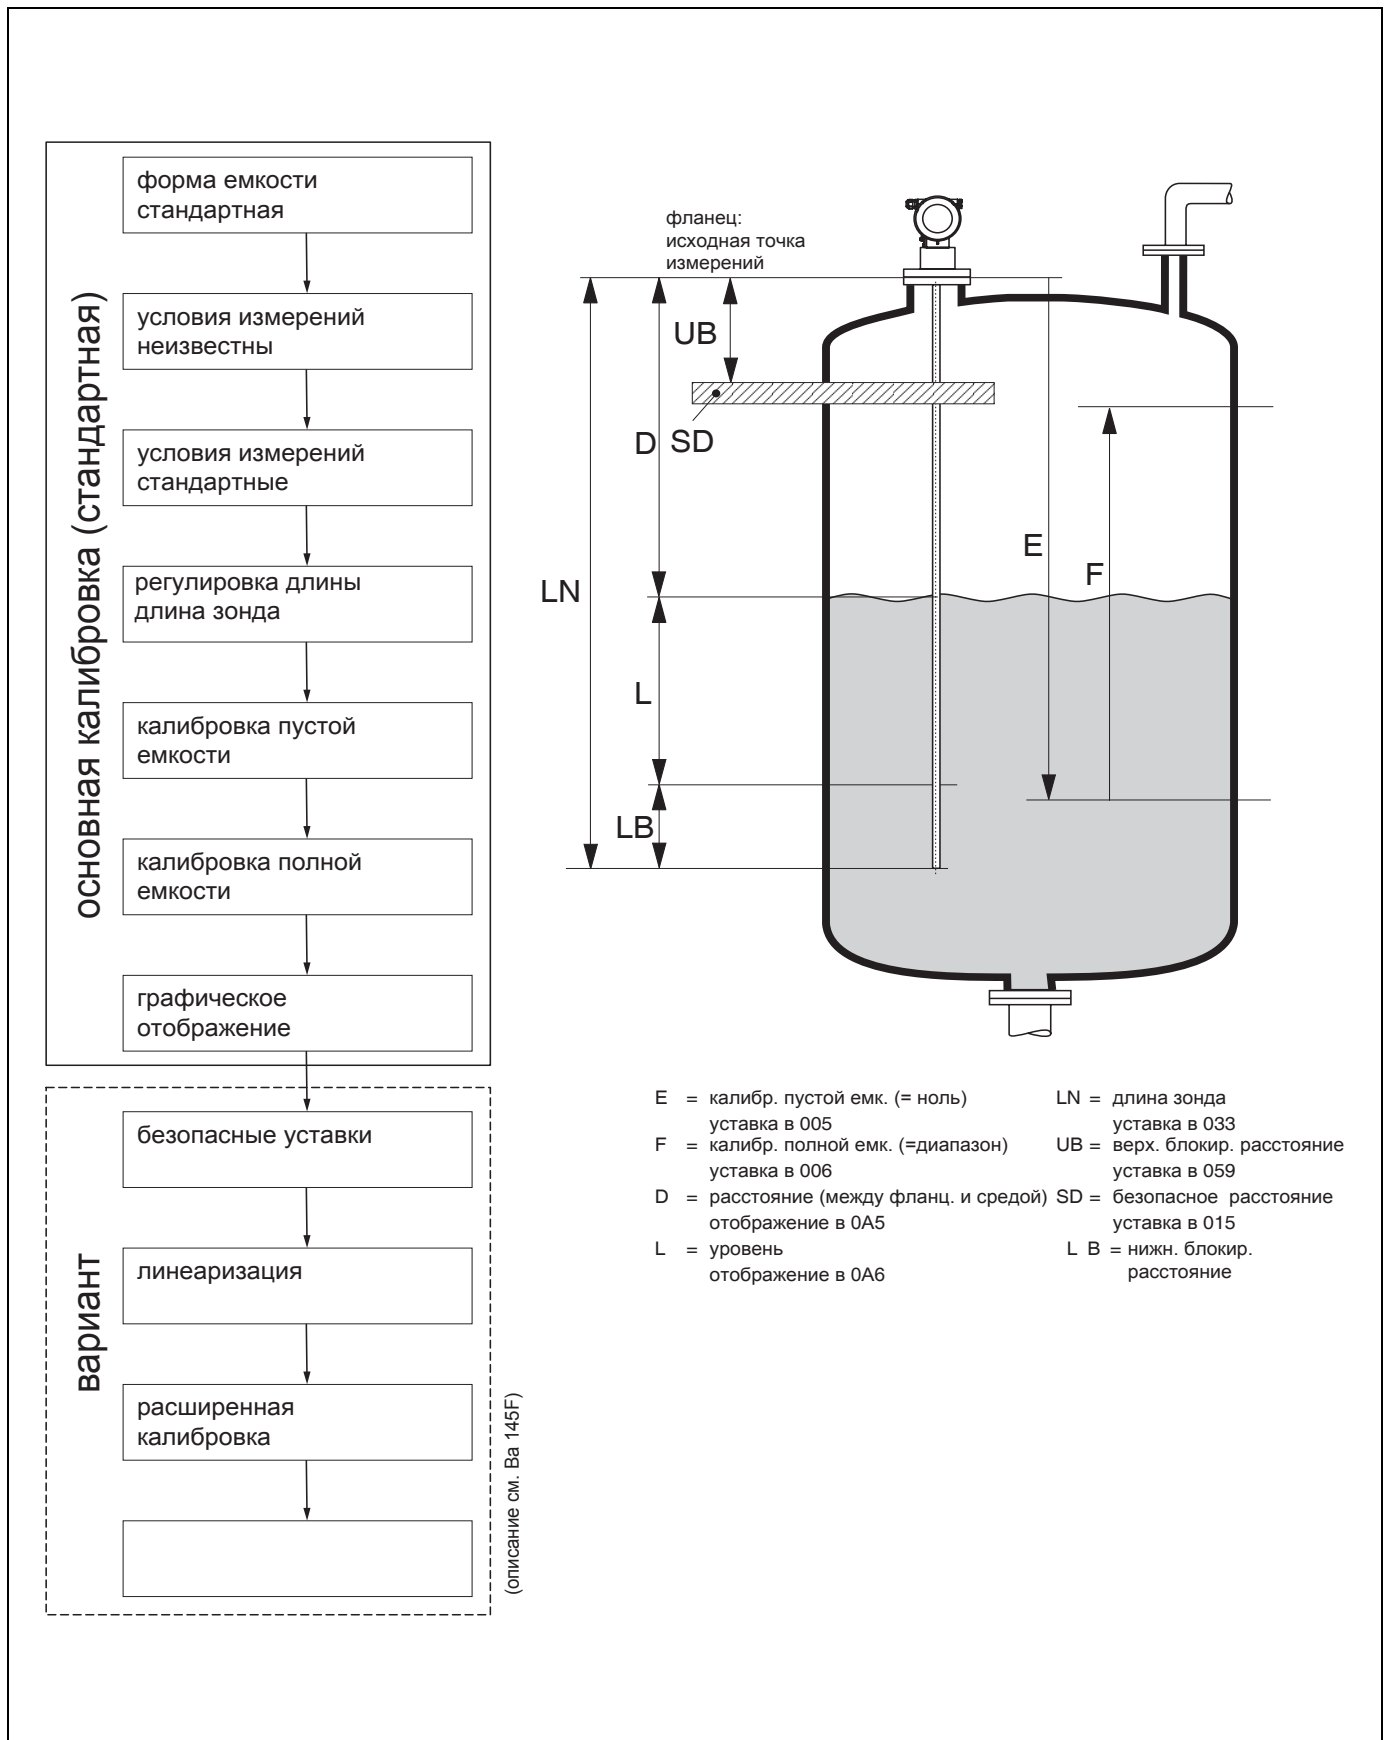 основная калибровка (стандартная)
форма емкости
стандартная
условия измерений
неизвестны
условия измерений
стандартные
регулировка длины
длина зонда
калибровка пустой
емкости
калибровка полной
емкости
графическое
отображение
вариант
безопасные уставки
линеаризация
расширенная
калибровка
(описание см. Ва 145F)
фланец:
исходная точка
измерений
UB
D
SD
LN
E
F
L
LB
E = калибр. пустой емк. (= ноль)
уставка в 005
F = калибр. полной емк. (=диапазон)
уставка в 006
D = расстояние (между фланц. и средой)
отображение в 0A5
L = уровень
отображение в 0A6
LN = длина зонда
уставка в 033
UB = верх. блокир. расстояние
уставка в 059
SD = безопасное расстояние
уставка в 015
L B = нижн. блокир.
расстояние